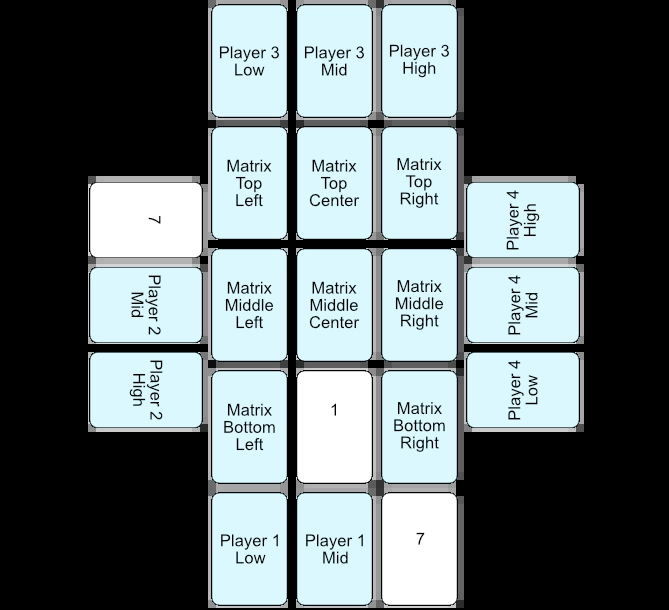 Player 3
Low
Player 3
Mid
Player 3
High
Matrix
Top
Left
Matrix
Top
Center
Matrix
Top
Right
7
Player 4
High
Player 2
Mid
Matrix
Middle
Left
Matrix
Middle
Center
Matrix
Middle
Right
Player 4
Mid
Player 2
High
Matrix
Bottom
Left
1
Matrix
Bottom
Right
Player 4
Low
Player 1
Low
Player 1
Mid
7